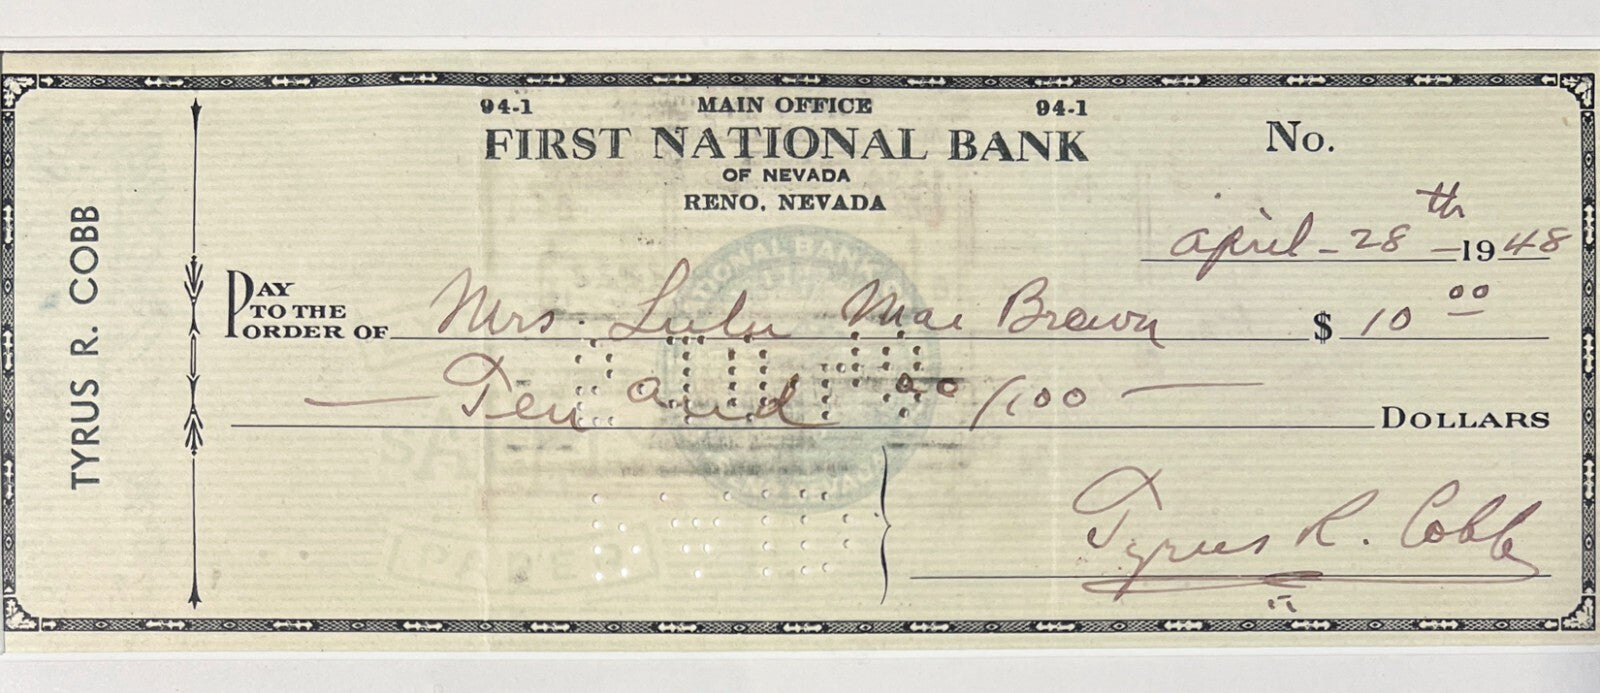 TYRUS R. COBB
94-1 MAIN OFFICE 94-1
FIRST NATIONAL BANK
OF NEVADA
RENO, NEVADA
No.
april - 28th - 1948
PAY TO THE ORDER OF Mrs. Lulu Mae Brown $ 10 00
Ten and 00/100 DOLLARS
Tyrus R. Cobb